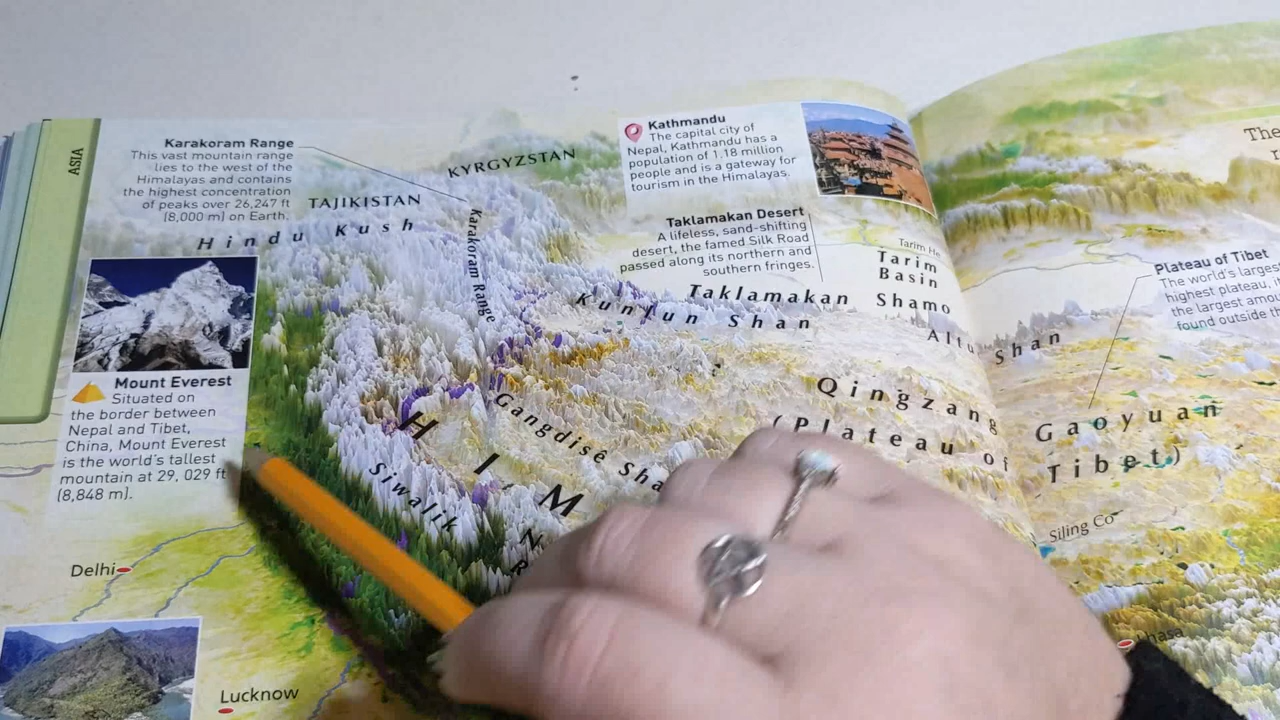 ASIA
Karakoram Range
This vast mountain range
lies to the west of the
Himalayas and contains
the highest concentration
of peaks over 26,247 ft
(8,000 m) on Earth.
KYRGYZSTAN
TAJIKISTAN
Hindu Kush
Karakoram Range
Kathmandu
The capital city of
Nepal, Kathmandu has a
population of 1.18 million
people and is a gateway for
tourism in the Himalayas.
Taklamakan Desert
A lifeless, sand-shifting
desert, the famed Silk Road
passed along its northern and
southern fringes.
Tarim He
Tarim
Basin
Taklamakan Shamo
Kunlun Shan
Altu Shan
The
Plateau of Tibet
The world's largest
highest plateau,
the largest amou
found outside th
Mount Everest
Situated on
the border between
Nepal and Tibet,
China, Mount Everest
is the world's tallest
mountain at 29, 029 ft
(8,848 m).
Qingzang Gaoyuan
(Plateau of Tibet)
Gangdisê Sha
H I M
Siwalik
N
R
Siling Co
Delhi
Lucknow
Lhasa